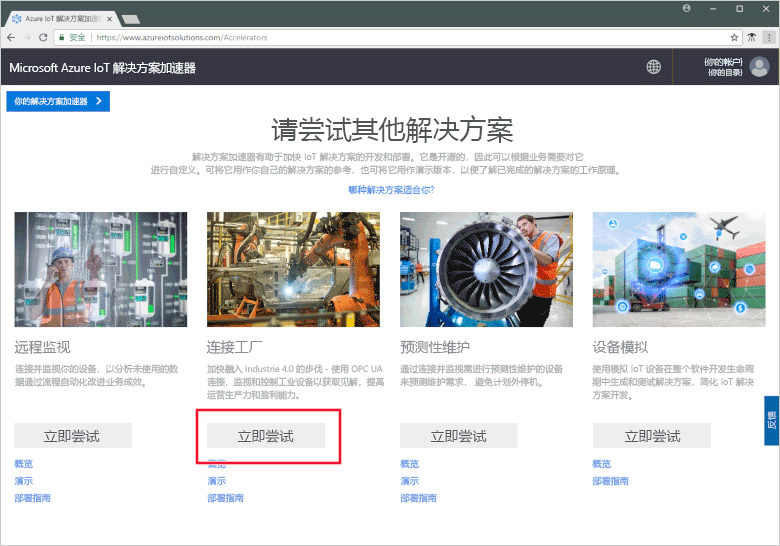 Azure IoT 解决方案加速器
安全 https://www.azureiotsolutions.com/Accelerators
Microsoft Azure IoT 解决方案加速器
{你的帐户}
{你的目录}
你的解决方案加速器
请尝试其他解决方案
解决方案加速器有助于加快 IoT 解决方案的开发和部署。它是开源的，因此可以根据业务需要对它
进行自定义。可将它用作你自己的解决方案的参考，也可将它用作演示版本，以便了解已完成的解决方案的工作原理。
哪种解决方案适合你?
远程监视
连接并监视你的设备，以分析未使用的数
据通过流程自动化改进业务成效。
立即尝试
概览
演示
部署指南
连接工厂
加快融入 Industrie 4.0 的步伐 - 使用 OPC UA
连接、监视和控制工业设备以获取见解，提高
运营生产力和盈利能力。
立即尝试
概览
演示
部署指南
预测性维护
通过连接并监视需进行预测性维护的设备
来预测维护需求， 避免计划外停机。
立即尝试
概览
演示
部署指南
设备模拟
使用模拟 IoT 设备在整个软件开发生命周
期中生成和测试解决方案，简化 IoT 解决
方案开发。
立即尝试
概览
部署指南
反馈